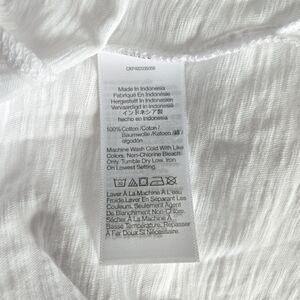 Made In Indonesia
Fabriqué En Indonésie
Hergestellt In Indonesien
Vervaardigd in Indonesië
インドネシア製
hecho en Indonesia
100% Cotton /Coton /
Baumwolle /Katoen / 綿 /
algodón
Machine Wash Cold With Like
Colors. Non-Chlorine Bleach
Only. Tumble Dry Low. Iron
on Lowest Setting.
Laver À La Machine À L'eau
Froide.Laver En Séparant Les
Couleurs. Seulement Agent
De Blanchiment Non-Chlore.
Sécher À La Machine À
Basse Température. Repasser
À Fer Doux Si Nécessaire.